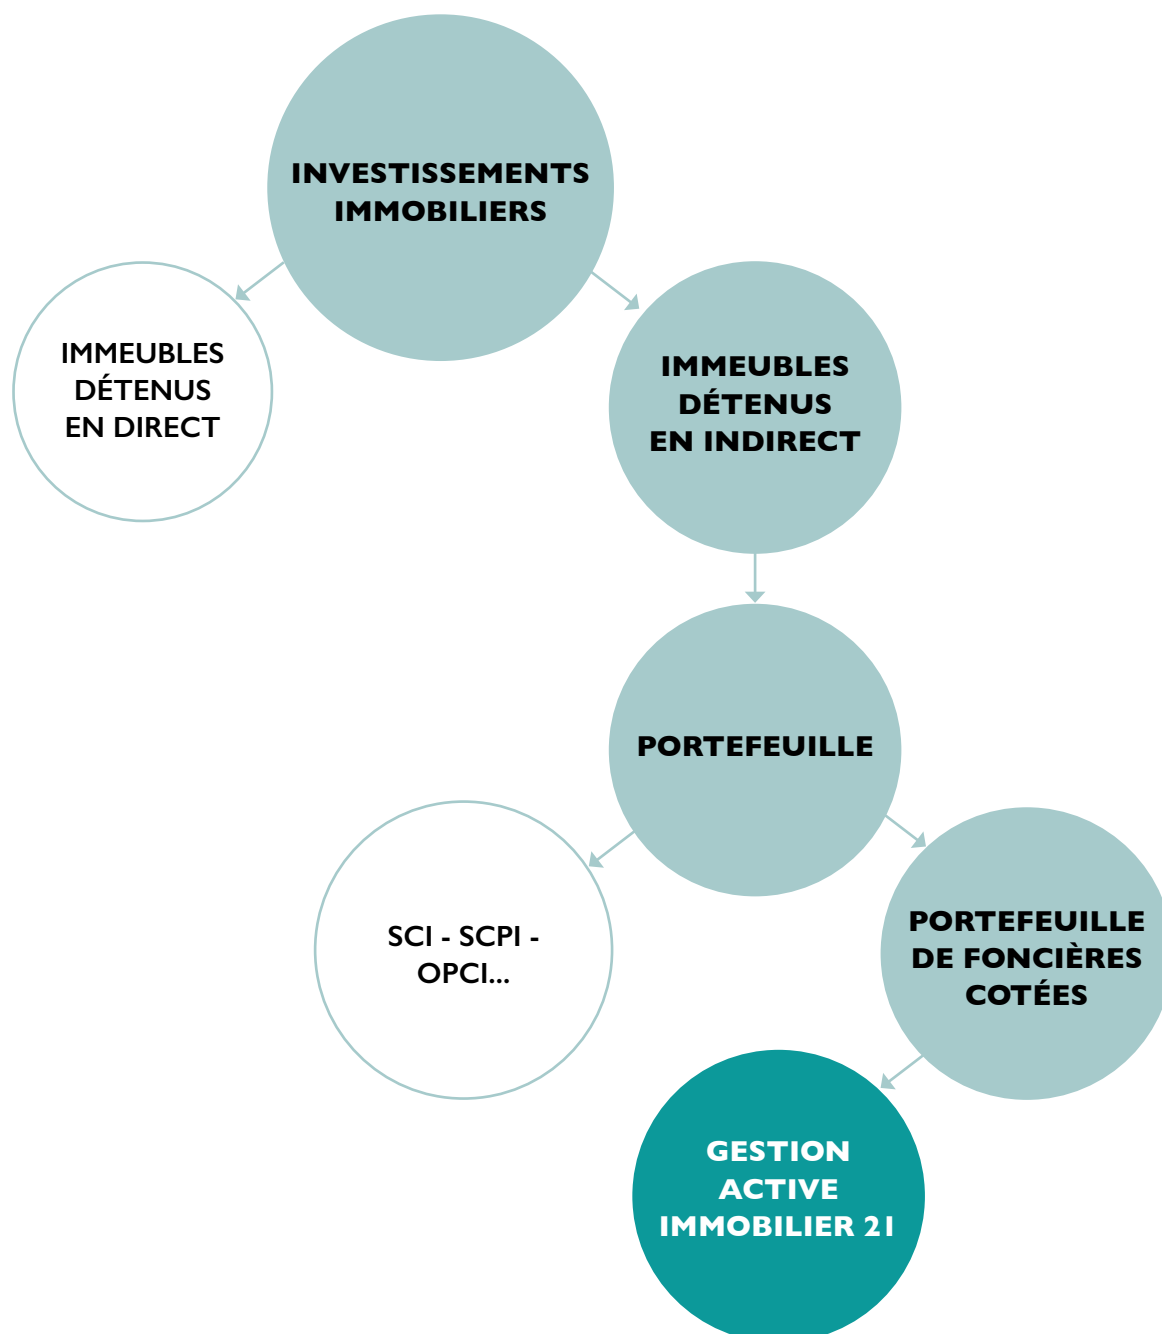 INVESTISSEMENTS
IMMOBILIERS
IMMEUBLES
DÉTENUS
EN DIRECT
IMMEUBLES
DÉTENUS
EN INDIRECT
PORTEFEUILLE
SCI - SCPI -
OPCI...
PORTEFEUILLE
DE FONCIÈRES
COTÉES
GESTION
ACTIVE
IMMOBILIER 21